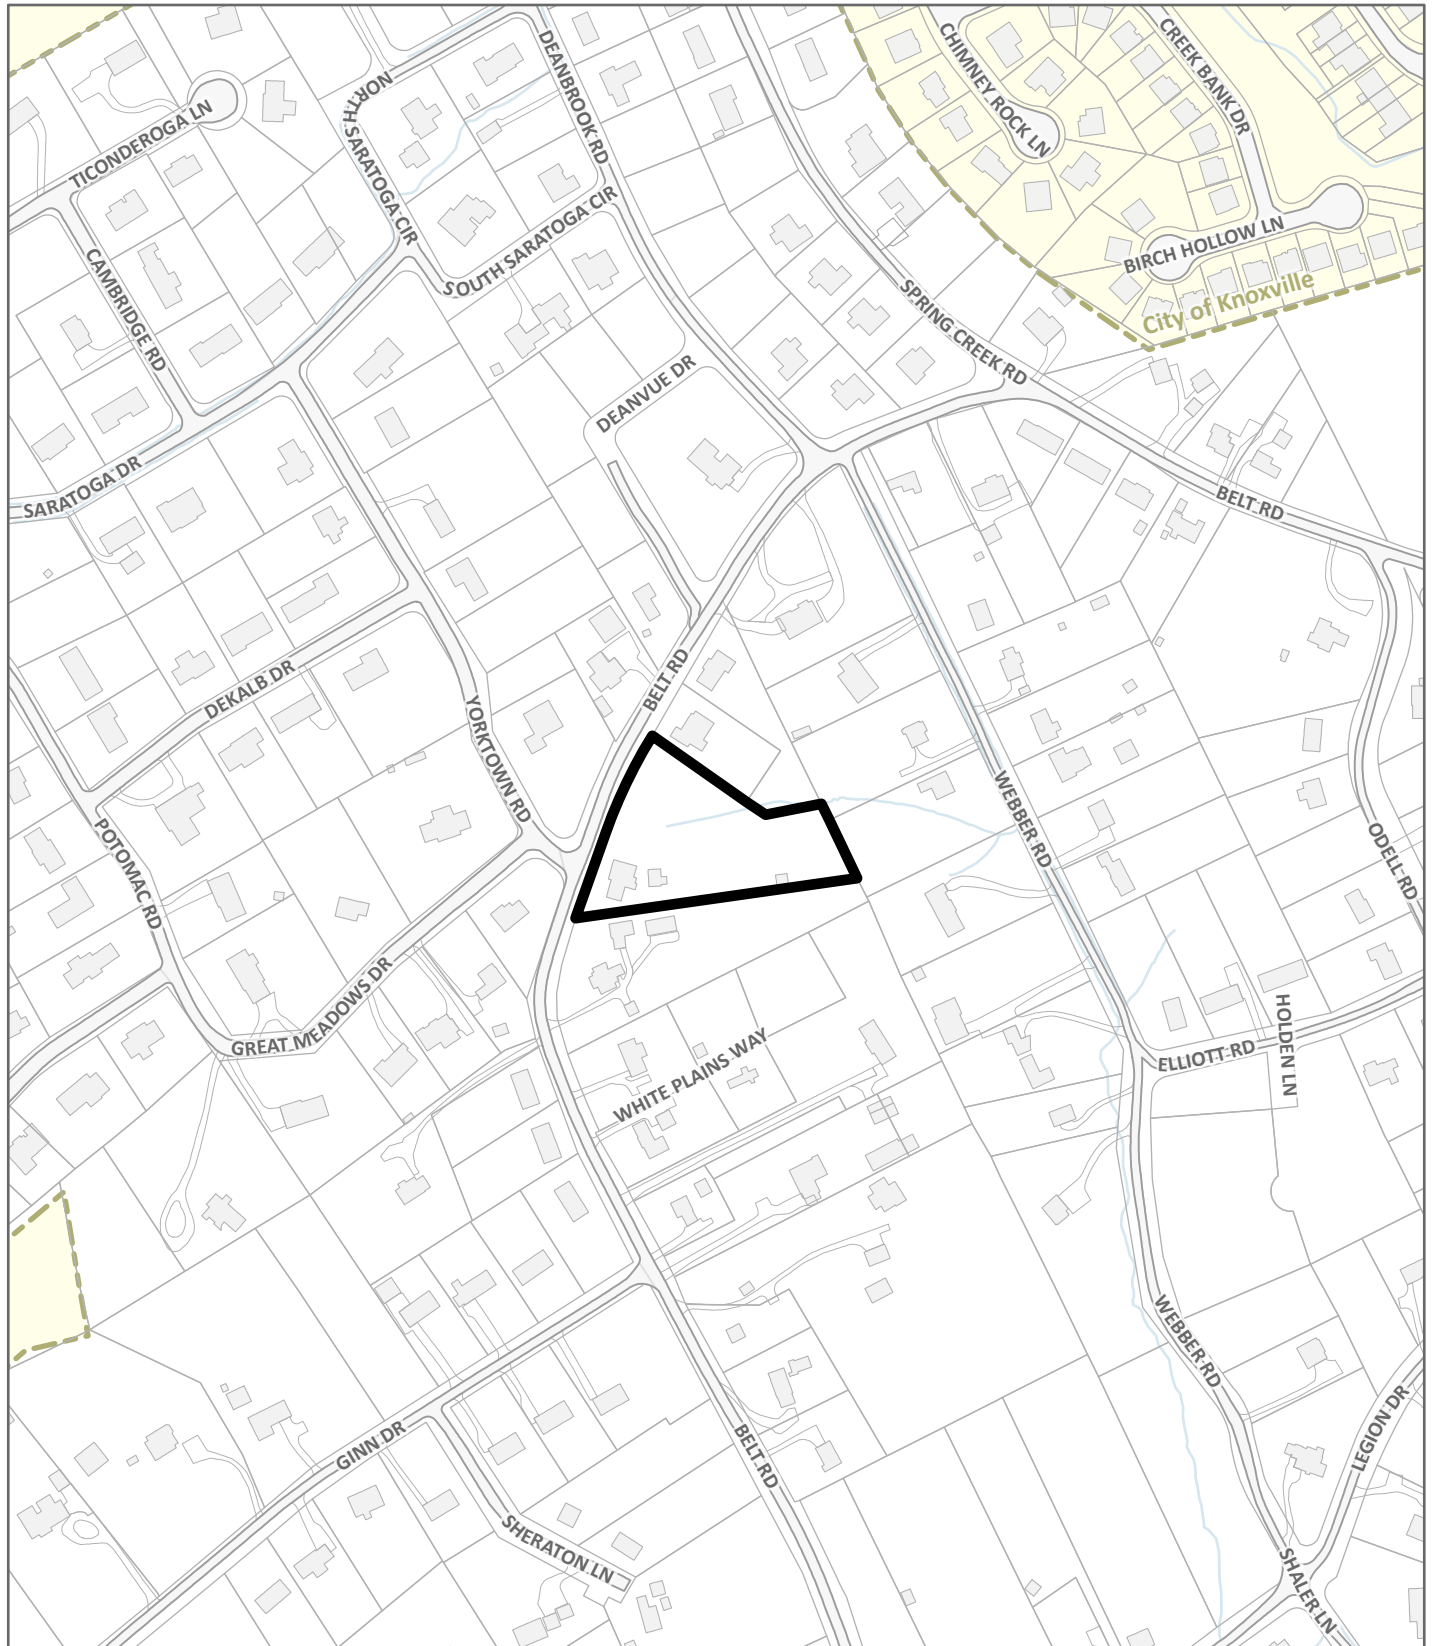 CHIMNEY ROCK LN
CREEK BANK DR
DEANBROOK RD
NORTH SARATOGA CIR
TICONDEROGA LN
SOUTH SARATOGA CIR
BIRCH HOLLOW LN
CAMBRIDGE RD
City of Knoxville
SPRING CREEK RD
DEANVUE DR
SARATOGA DR
BELT RD
BELT RD
DEKALB DR
YORKTOWN RD
WEBBER RD
POTOMAC RD
ODELL RD
GREAT MEADOWS DR
WHITE PLAINS WAY
ELLIOTT RD
HOLDEN LN
WEBBER RD
LEGION DR
GINN DR
BELT RD
SHERATON LN
SHALER LN